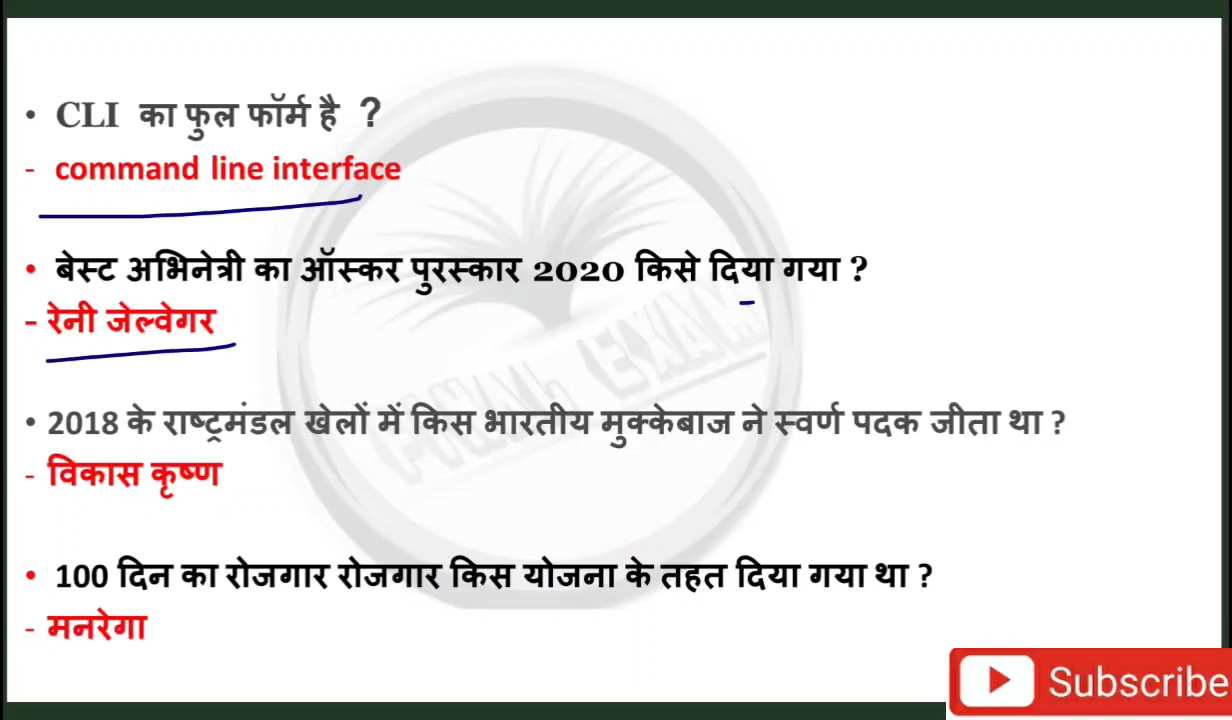 • CLI का फुल फॉर्म है ?
- command line interface
• बेस्ट अभिनेत्री का ऑस्कर पुरस्कार 2020 किसे दिया गया ?
- रेनी जेल्वेगर
• 2018 के राष्ट्रमंडल खेलों में किस भारतीय मुक्केबाज ने स्वर्ण पदक जीता था ?
- विकास कृष्ण
• 100 दिन का रोजगार रोजगार किस योजना के तहत दिया गया था ?
- मनरेगा
Subscribe